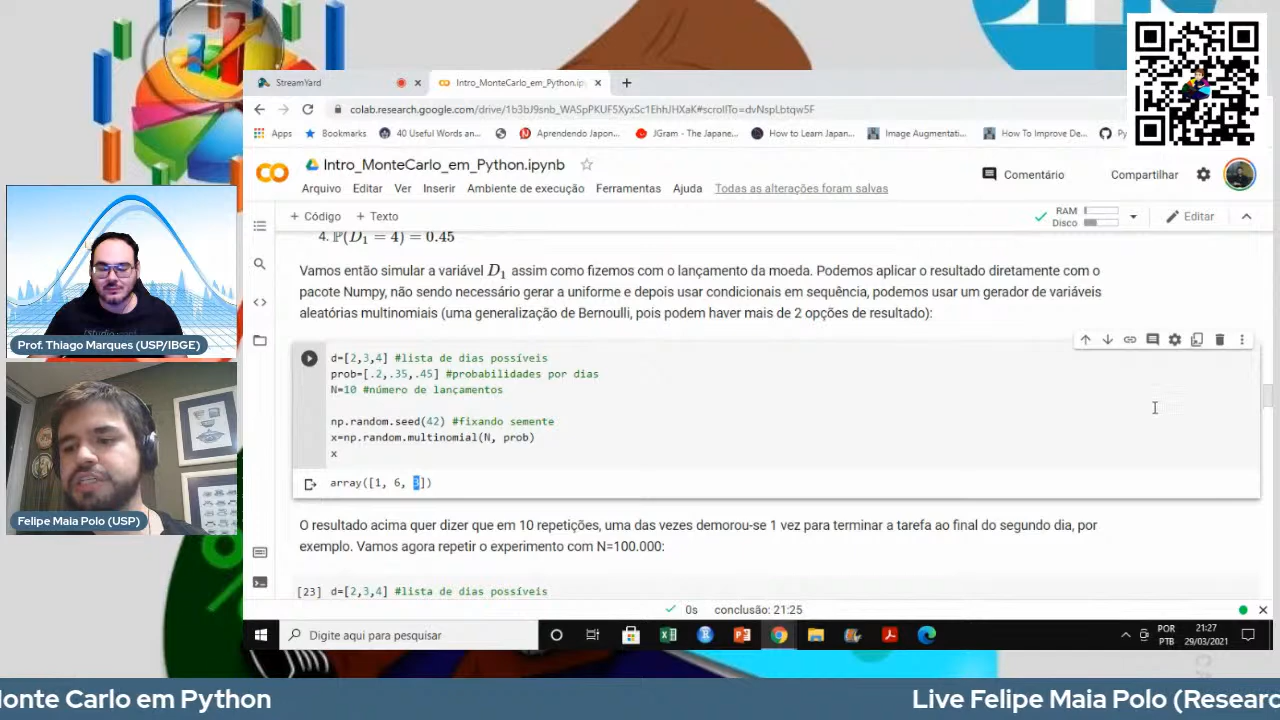 StreamYard
Intro_MonteCarlo_em_Python.ipyn
colab.research.google.com/drive/1h3bJ9snb_WASpPKUF5XyxSc1EhhJHXaK#scrollTo=dvNspLbtqw5F
Apps
Bookmarks
40 Useful Words an...
Aprendendo Japon...
JGram - The Japane...
How to Learn Japan...
Image Augmentati...
How To Improve De...
Py
CO
Intro_MonteCarlo_em_Python.ipynb
Comentário
Compartilhar
Arquivo Editar Ver Inserir Ambiente de execução Ferramentas Ajuda Todas as alterações foram salvas
+ Código + Texto
RAM
Disco
Editar
4. ℙ(D₁ = 4) = 0.45
Vamos então simular a variável D₁ assim como fizemos com o lançamento da moeda. Podemos aplicar o resultado diretamente com o
pacote Numpy, não sendo necessário gerar a uniforme e depois usar condicionais em sequência, podemos usar um gerador de variáveis
aleatórias multinomiais (uma generalização de Bernoulli, pois podem haver mais de 2 opções de resultado):
d=[2,3,4] #lista de dias possíveis
prob=[.2,.35,.45] #probabilidades por dias
N=10 #número de lançamentos
np.random.seed(42) #fixando semente
x=np.random.multinomial(N, prob)
x
array([1, 6, 3])
O resultado acima quer dizer que em 10 repetições, uma das vezes demorou-se 1 vez para terminar a tarefa ao final do segundo dia, por
exemplo. Vamos agora repetir o experimento com N=100.000:
[23] d=[2,3,4] #lista de dias possíveis
0s conclusão: 21:25
Digite aqui para pesquisar
POR
PTB
21:27
29/03/2021
Prof. Thiago Marques (USP/IBGE)
Felipe Maia Polo (USP)
onte Carlo em Python
Live Felipe Maia Polo (Researc